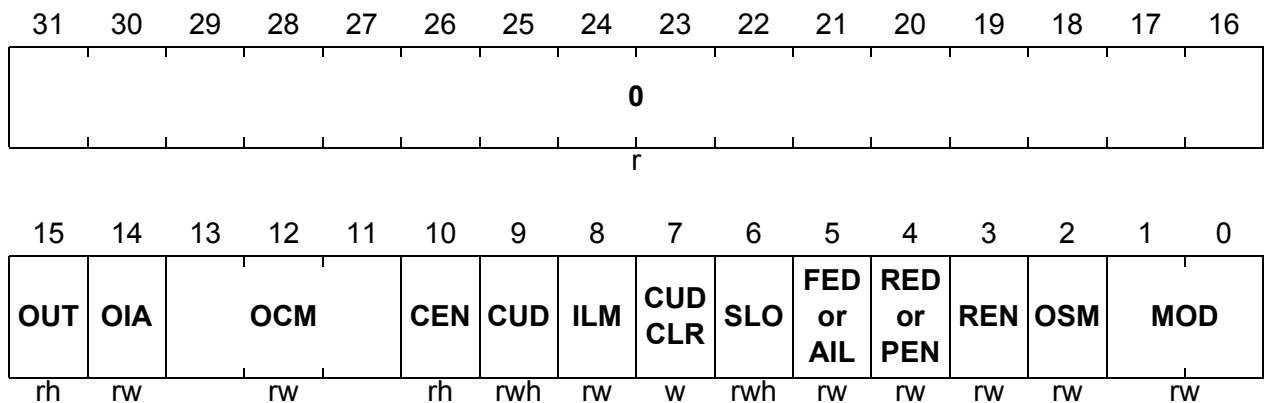 31 30 29 28 27 26 25 24 23 22 21 20 19 18 17 16
0
r
15 14 13 12 11 10 9 8 7 6 5 4 3 2 1 0
OUT OIA OCM CEN CUD ILM CUD CLR SLO FED or AIL RED or PEN REN OSM MOD
rh rw rw rh rwh rw w rwh rw rw rw rw rw